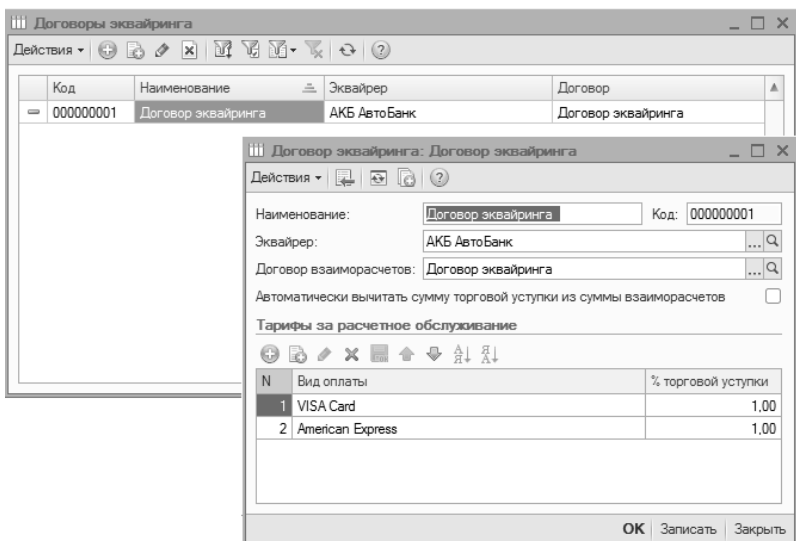 Договоры эквайринга
Действия
Код Наименование Эквайрер Договор
000000001 Договор эквайринга АКБ АвтоБанк Договор эквайринга
Договор эквайринга: Договор эквайринга
Действия
Наименование: Договор эквайринга Код: 000000001
Эквайрер: АКБ АвтоБанк ...
Договор взаиморасчетов: Договор эквайринга ...
Автоматически вычитать сумму торговой уступки из суммы взаиморасчетов
Тарифы за расчетное обслуживание
N Вид оплаты % торговой уступки
1 VISA Card 1,00
2 American Express 1,00
OK Записать Закрыть